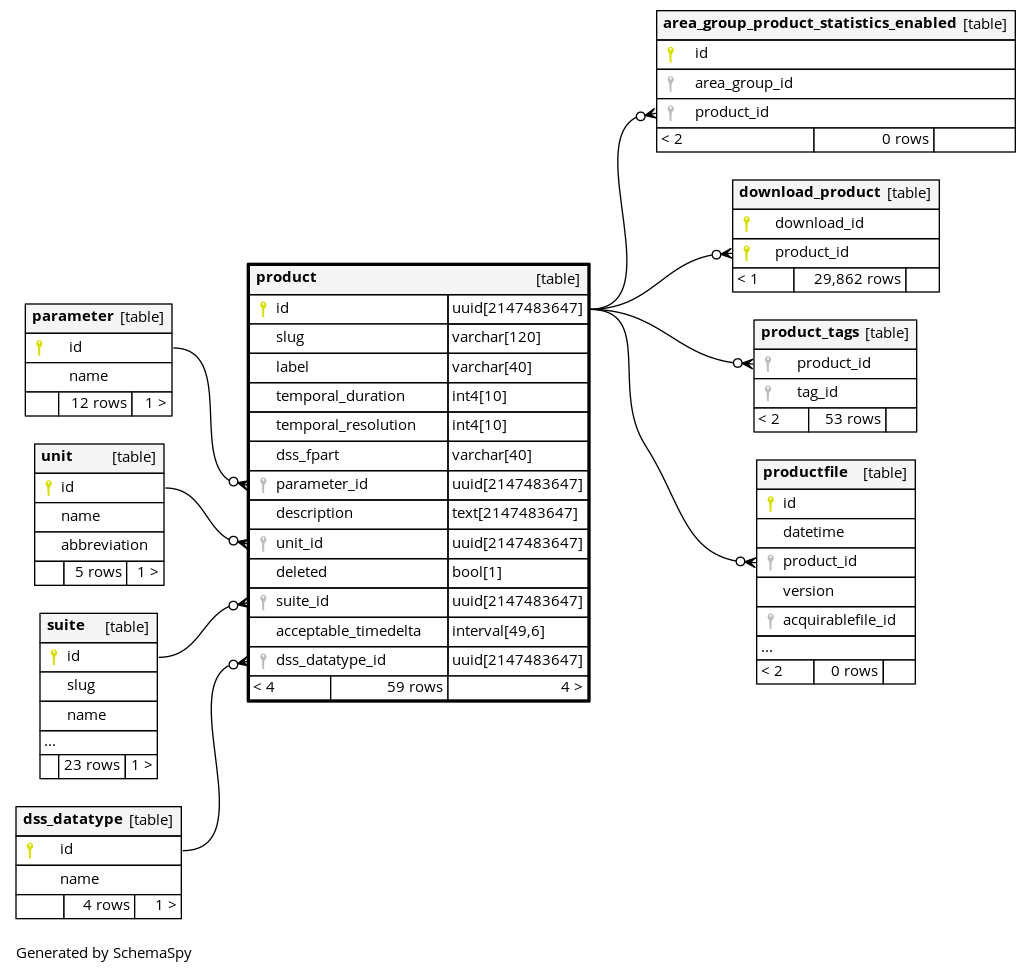 area_group_product_statistics_enabled [table]
id
area_group_id
product_id
< 2 0 rows
download_product [table]
download_id
product_id
< 1 29,862 rows
product [table]
id uuid[2147483647]
slug varchar[120]
label varchar[40]
temporal_duration int4[10]
temporal_resolution int4[10]
dss_fpart varchar[40]
parameter_id uuid[2147483647]
description text[2147483647]
unit_id uuid[2147483647]
deleted bool[1]
suite_id uuid[2147483647]
acceptable_timedelta interval[49,6]
dss_datatype_id uuid[2147483647]
< 4 59 rows 4 >
parameter [table]
id
name
12 rows 1 >
product_tags [table]
product_id
tag_id
< 2 53 rows
unit [table]
id
name
abbreviation
5 rows 1 >
productfile [table]
id
datetime
product_id
version
acquirablefile_id
...
< 2 0 rows
suite [table]
id
slug
name
...
23 rows 1 >
dss_datatype [table]
id
name
4 rows 1 >
Generated by SchemaSpy